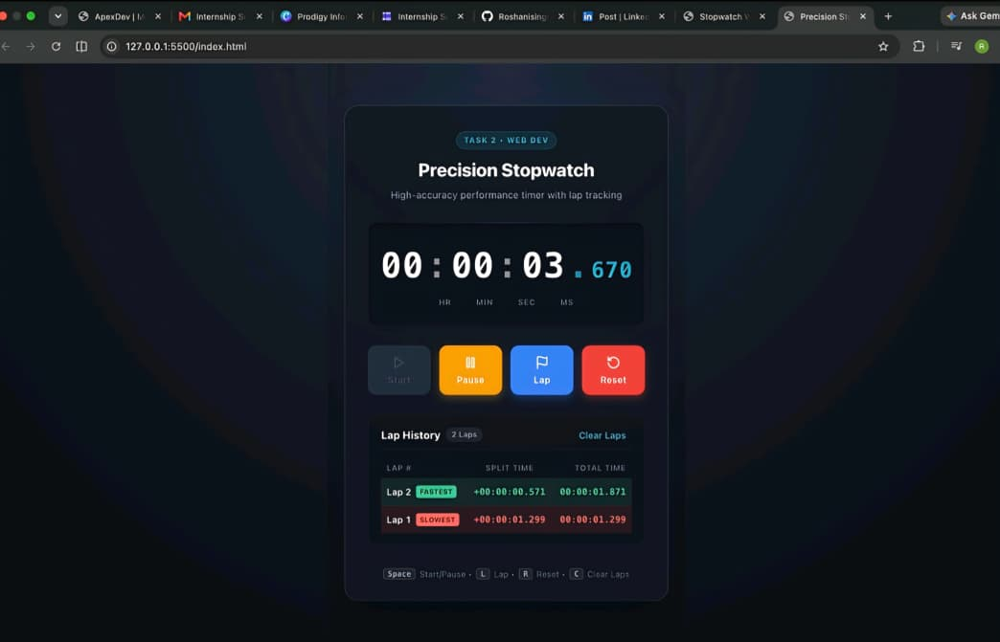 ApexDev | M
Internship S
Prodigy Info
Internship S
Roshanising
Post | Linke
Stopwatch W
Precision St
Ask Gem
127.0.0.1:5500/index.html
R
TASK 2 • WEB DEV
Precision Stopwatch
High-accuracy performance timer with lap tracking
00:00:03.670
HR MIN SEC MS
Start Pause Lap Reset
Lap History 2 Laps Clear Laps
LAP # SPLIT TIME TOTAL TIME
Lap 2 FASTEST +00:00:00.571 00:00:01.871
Lap 1 SLOWEST +00:00:01.299 00:00:01.299
Space Start/Pause • L Lap • R Reset • C Clear Laps